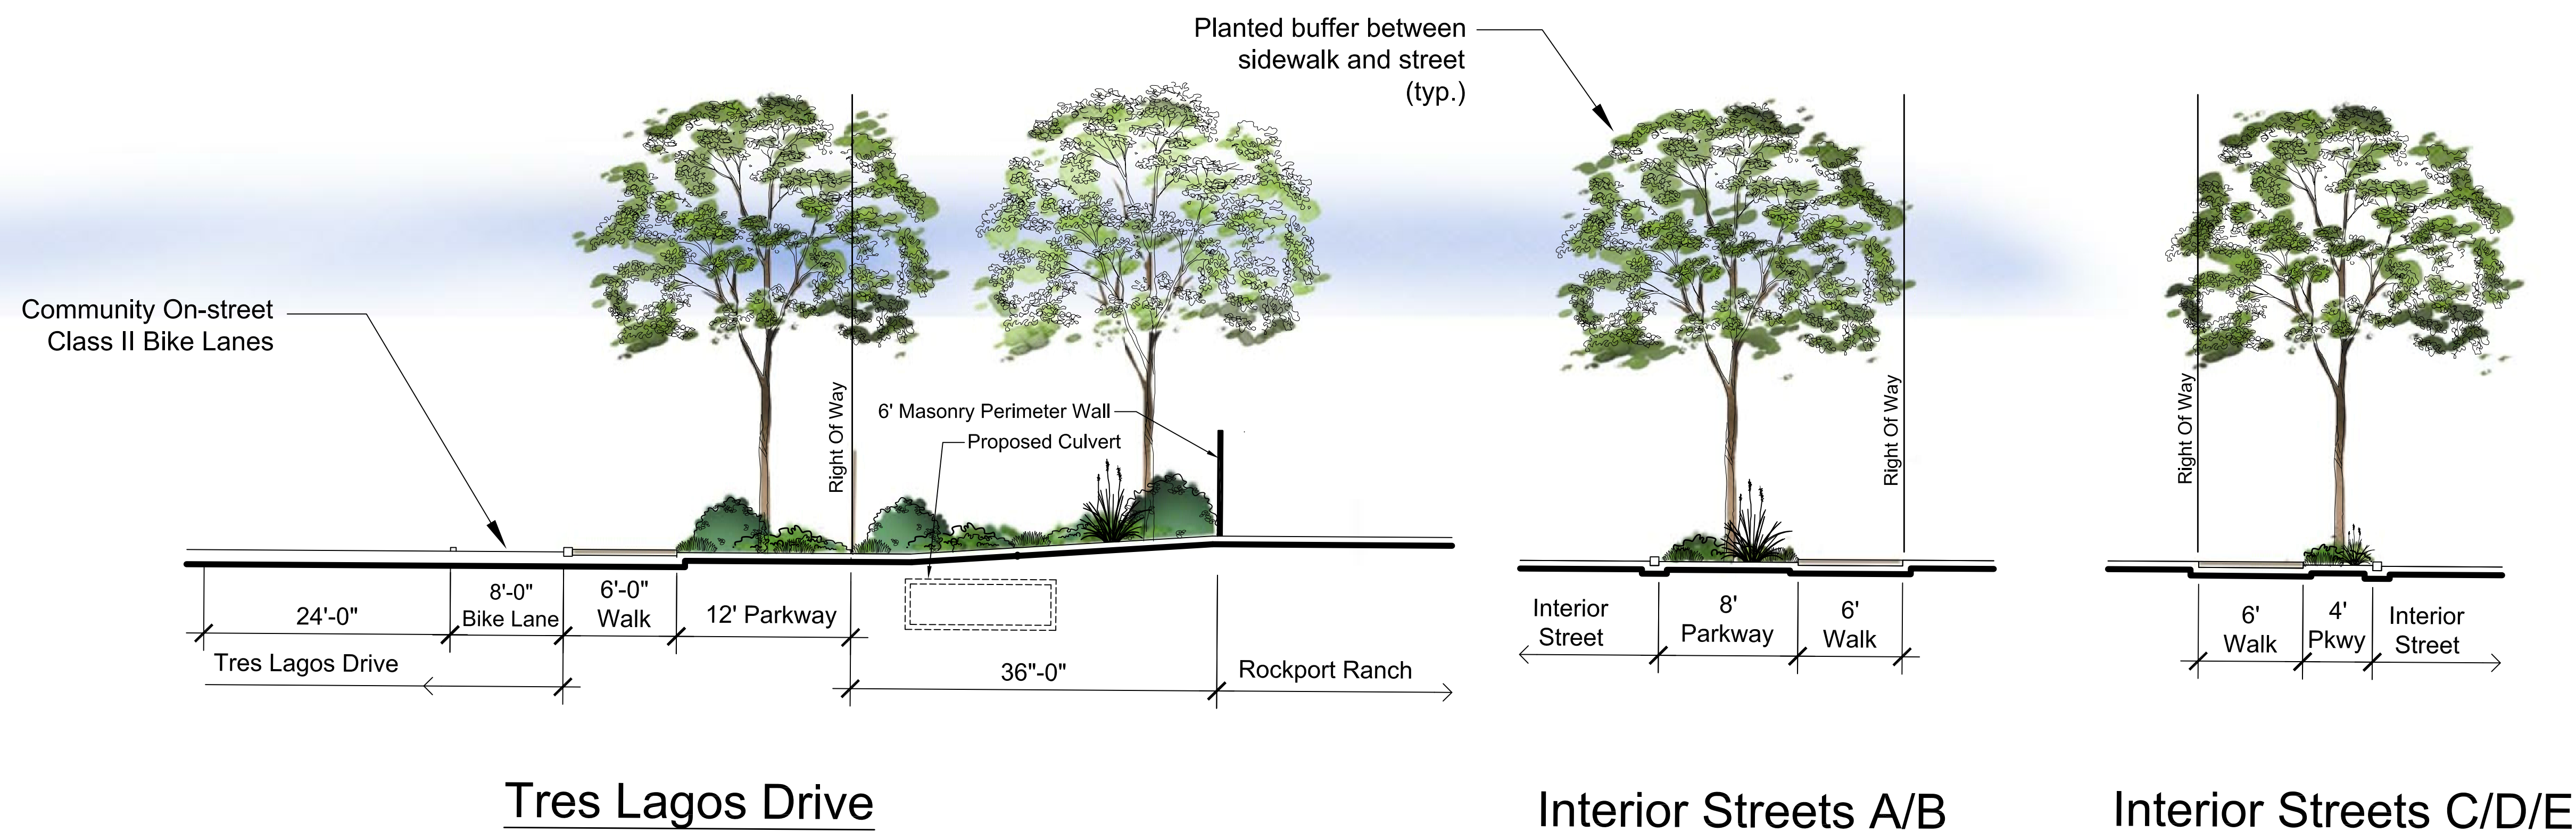 Planted buffer between
sidewalk and street
(typ.)
Community On-street
Class II Bike Lanes
Right Of Way
6' Masonry Perimeter Wall
Proposed Culvert
Right Of Way
Right Of Way
24'-0"
8'-0"
Bike Lane
6'-0"
Walk
12' Parkway
Tres Lagos Drive
36"-0"
Rockport Ranch
Interior
Street
8'
Parkway
6'
Walk
6'
Walk
4'
Pkwy
Interior
Street
Tres Lagos Drive
Interior Streets A/B
Interior Streets C/D/E